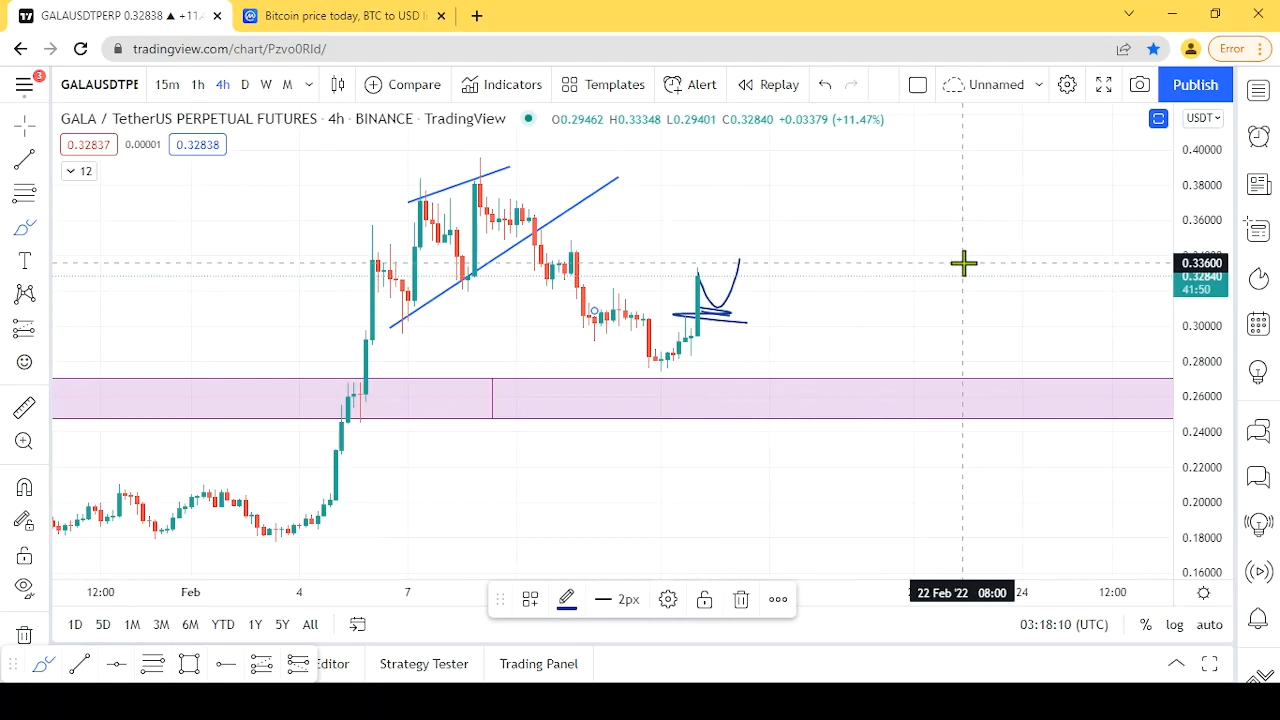 GALAUSDTPERP 0.32838 ▲ +11.
Bitcoin price today, BTC to USD li
tradingview.com/chart/Pzvo0RId/
Error
3
GALAUSDTPE
15m 1h 4h D W M
Compare
Indicators
Templates
Alert
Replay
Unnamed
Publish
GALA / TetherUS PERPETUAL FUTURES · 4h · BINANCE · TradingView
O0.29462 H0.33348 L0.29401 C0.32840 +0.03379 (+11.47%)
USDT
0.32837 0.00001 0.32838
12
0.40000
0.38000
0.36000
0.33600
0.32840
41:50
0.30000
0.28000
0.26000
0.24000
0.22000
0.20000
0.18000
0.16000
12:00 Feb 4 7 22 Feb '22 08:00 24 12:00
2px
1D 5D 1M 3M 6M YTD 1Y 5Y All
03:18:10 (UTC) % log auto
Editor Strategy Tester Trading Panel